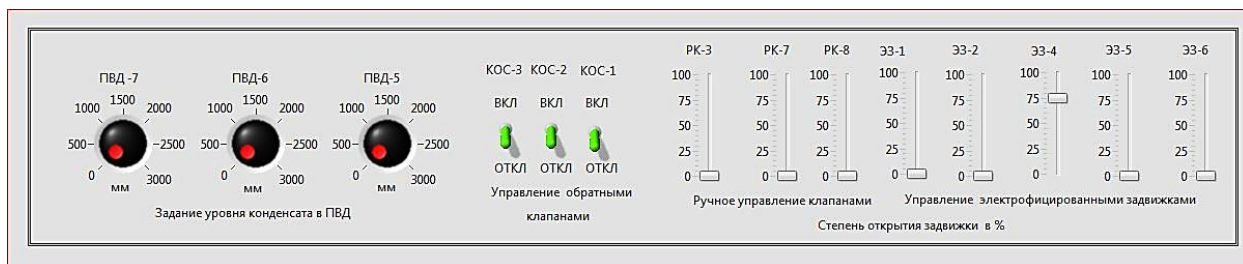 РК-3 РК-7 РК-8 ЭЗ-1 ЭЗ-2 ЭЗ-4 ЭЗ-5 ЭЗ-6
КОС-3 КОС-2 КОС-1
ПВД -7 ПВД-6 ПВД-5
100 100 100 100 100 100 100 100
1500 1500 1500
1000 2000 1000 2000 1000 2000
ВКЛ ВКЛ ВКЛ
75 75 75 75 75 75 75 75
50 50 50 50 50 50 50 50
500 2500 500 2500 500 2500
25 25 25 25 25 25 25 25
ОТКЛ ОТКЛ ОТКЛ
0 3000 0 3000 0 3000
0 0 0 0 0 0 0 0
мм мм мм
Управление обратными
клапанами
Ручное управление клапанами
Управление электрофицированными задвижками
Задание уровня конденсата в ПВД
Степень открытия задвижки в %